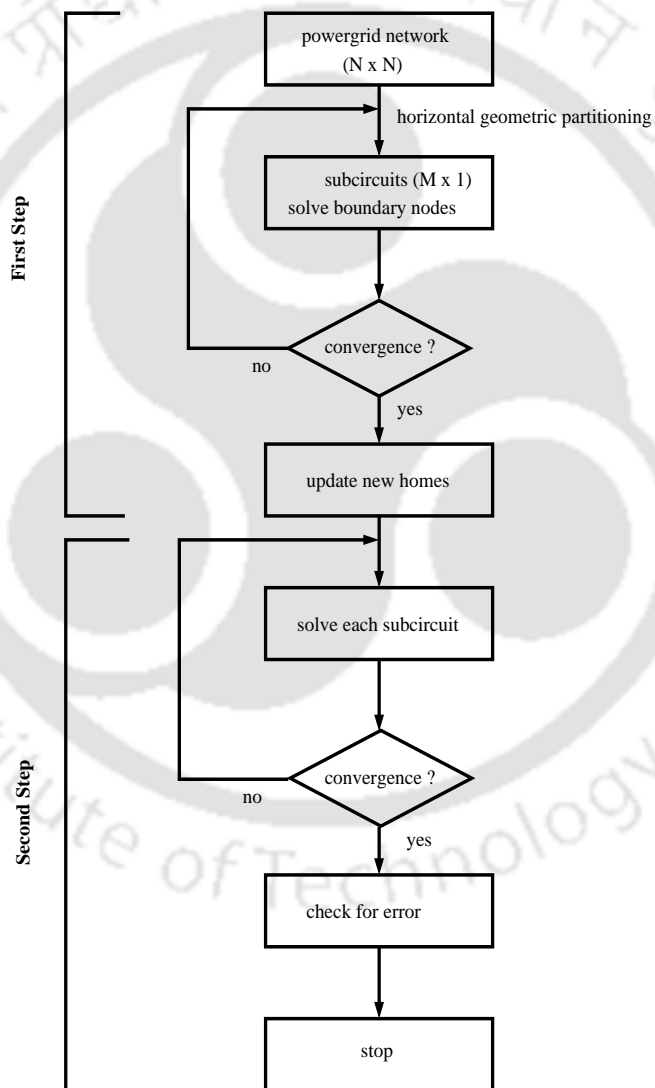 powergrid network
(N x N)
horizontal geometric partitioning
subcircuits (M x 1)
solve boundary nodes
First Step
convergence ?
no
yes
update new homes
solve each subcircuit
Second Step
convergence ?
no
yes
check for error
stop
itute of Technology